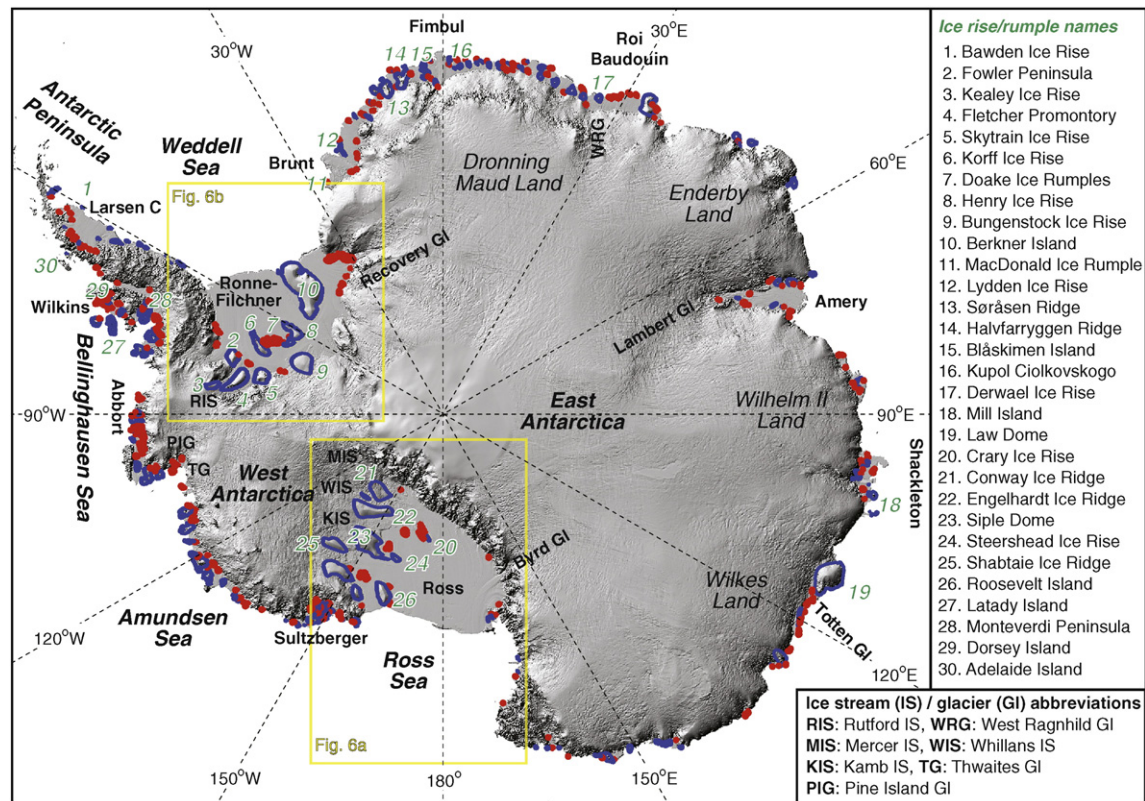 Fimbul
30°W
30°E
Roi
Baudouin
14
15
16
17
13
WRG
Antarctic
Peninsula
Weddell
Sea
12
Brunt
11
Dronning
Maud Land
60°E
Enderby
Land
1
Fig. 6b
Larsen C
30
Recovery Gl
Ronne-
Filchner
10
29
28
Wilkins
27
6
7
8
2
9
3
4
5
RIS
Lambert Gl
Amery
Bellinghausen Sea
Abbort
90°W
PIG
TG
West
Antarctica
East
Antarctica
Wilhelm II
Land
90°E
Shackleton
18
MIS
21
WIS
KIS
22
23
25
20
24
Byrd Gl
Ross
26
Wilkes
Land
19
Totten Gl
Amundsen
Sea
120°W
Sultzberger
Ross
Sea
120°E
Fig. 6a
150°W
180°
150°E
Ice rise/rumple names
1. Bawden Ice Rise
2. Fowler Peninsula
3. Kealey Ice Rise
4. Fletcher Promontory
5. Skytrain Ice Rise
6. Korff Ice Rise
7. Doake Ice Rumples
8. Henry Ice Rise
9. Bungenstock Ice Rise
10. Berkner Island
11. MacDonald Ice Rumple
12. Lydden Ice Rise
13. Søråsen Ridge
14. Halvfarryggen Ridge
15. Blåskimen Island
16. Kupol Ciolkovskogo
17. Derwael Ice Rise
18. Mill Island
19. Law Dome
20. Crary Ice Rise
21. Conway Ice Ridge
22. Engelhardt Ice Ridge
23. Siple Dome
24. Steershead Ice Rise
25. Shabtaie Ice Ridge
26. Roosevelt Island
27. Latady Island
28. Monteverdi Peninsula
29. Dorsey Island
30. Adelaide Island
Ice stream (IS) / glacier (Gl) abbreviations
RIS: Rutford IS, WRG: West Ragnhild Gl
MIS: Mercer IS, WIS: Whillans IS
KIS: Kamb IS, TG: Thwaites Gl
PIG: Pine Island Gl